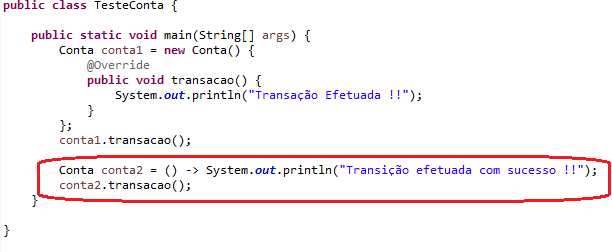 public class TesteConta {
public static void main(String[] args) {
Conta conta1 = new Conta() {
@Override
public void transacao() {
System.out.println("Transação Efetuada !!");
}
};
conta1.transacao();
Conta conta2 = () -> System.out.println("Transição efetuada com sucesso !!");
conta2.transacao();
}
}